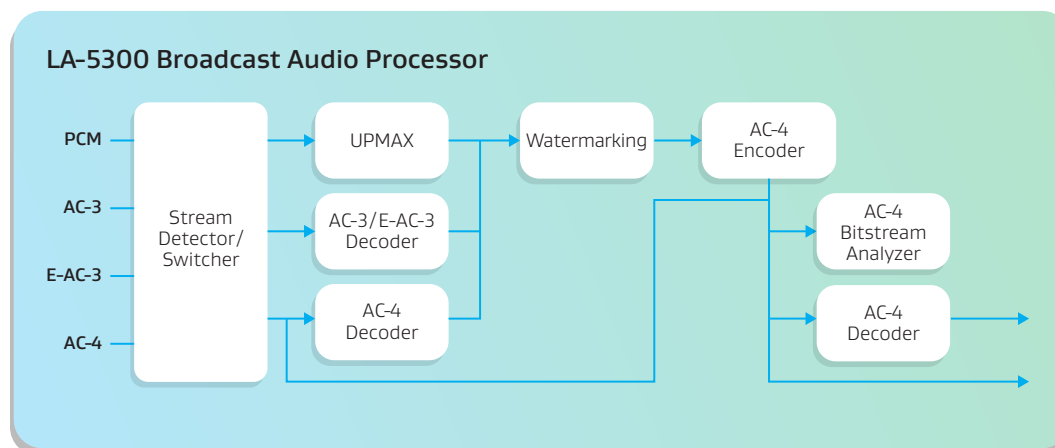 LA-5300 Broadcast Audio Processor
PCM
AC-3
E-AC-3
AC-4
Stream
Detector/
Switcher
UPMAX
AC-3/E-AC-3
Decoder
AC-4
Decoder
Watermarking
AC-4
Encoder
AC-4
Bitstream
Analyzer
AC-4
Decoder